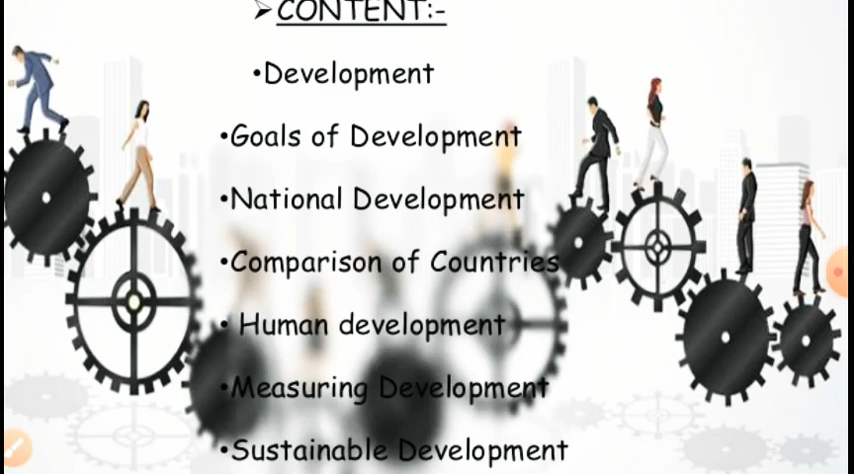 ➢CONTENT:-
•Development
•Goals of Development
•National Development
•Comparison of Countries
• Human development
•Measuring Development
•Sustainable Development